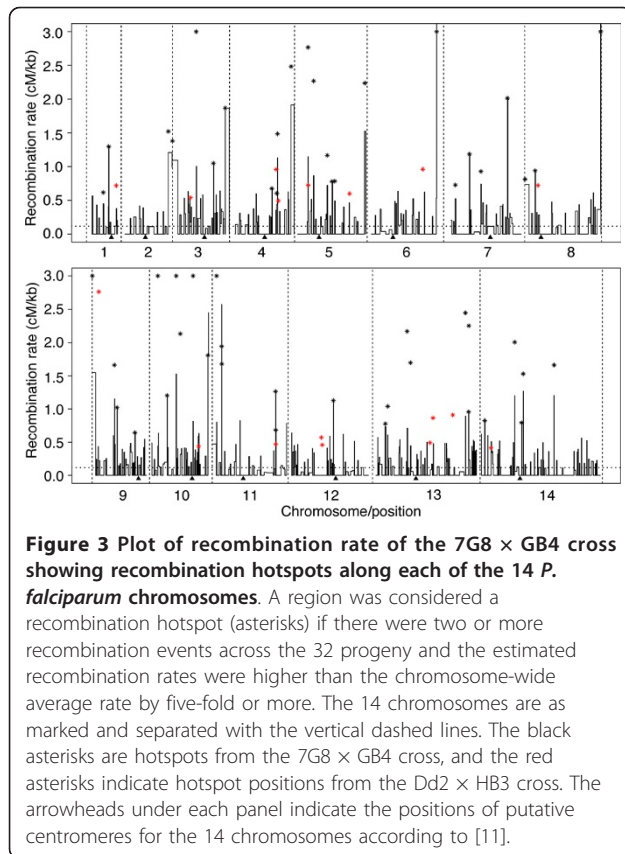 Recombination rate (cM/kb)
3.0
2.5
2.0
1.5
1.0
0.5
0.0
1 2 3 4 5 6 7 8
Recombination rate (cM/kb)
3.0
2.5
2.0
1.5
1.0
0.5
0.0
9 10 11 12 13 14
Chromosome/position
Figure 3 Plot of recombination rate of the 7G8 × GB4 cross
showing recombination hotspots along each of the 14 P.
falciparum chromosomes. A region was considered a
recombination hotspot (asterisks) if there were two or more
recombination events across the 32 progeny and the estimated
recombination rates were higher than the chromosome-wide
average rate by five-fold or more. The 14 chromosomes are as
marked and separated with the vertical dashed lines. The black
asterisks are hotspots from the 7G8 × GB4 cross, and the red
asterisks indicate hotspot positions from the Dd2 × HB3 cross. The
arrowheads under each panel indicate the positions of putative
centromeres for the 14 chromosomes according to [11].